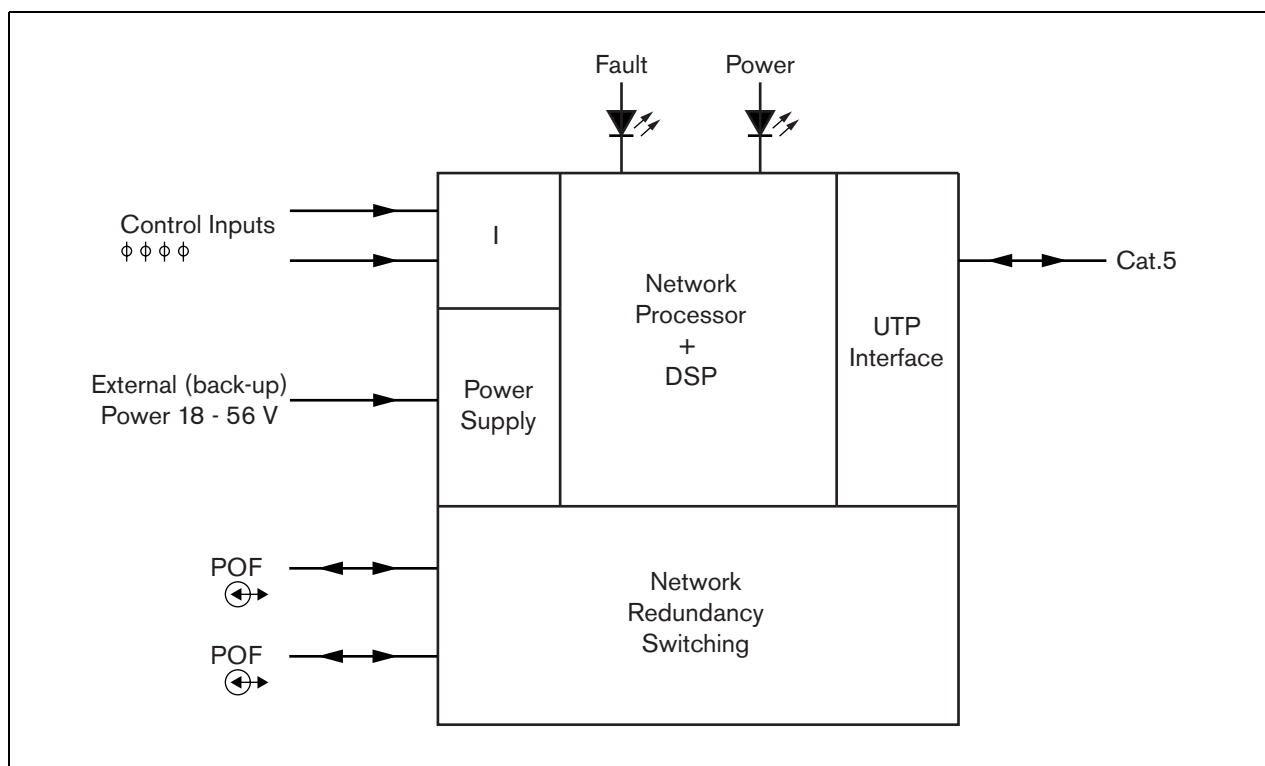 Fault
Power
Control Inputs
I
Network
Processor
+
DSP
UTP
Interface
Cat.5
External (back-up)
Power 18 - 56 V
Power
Supply
POF
POF
Network
Redundancy
Switching